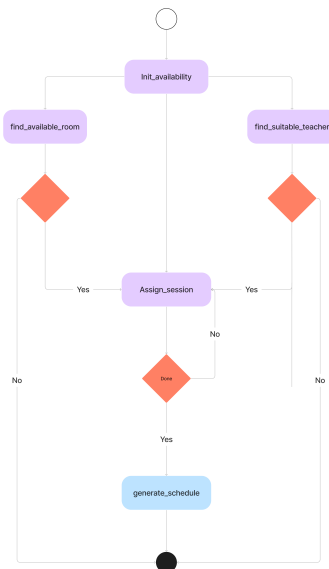 Init_availability
find_available_room
find_suitable_teacher
Yes
Assign_session
Yes
No
Done
No
No
Yes
generate_schedule